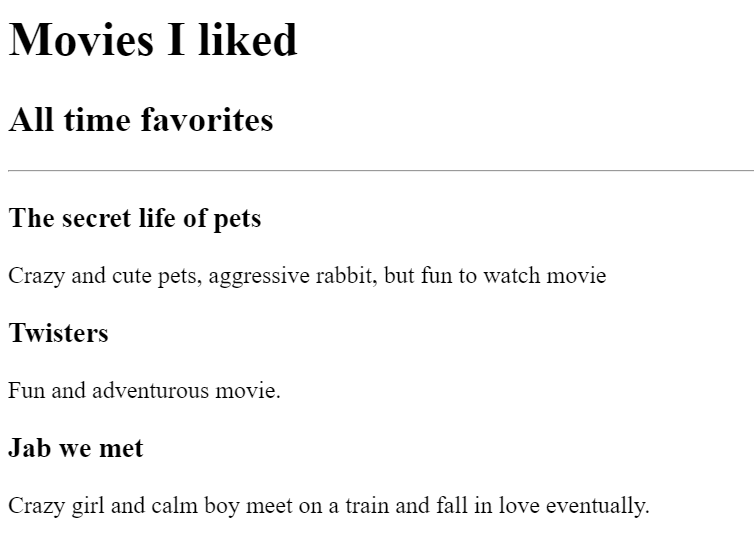 Movies I liked
All time favorites
The secret life of pets
Crazy and cute pets, aggressive rabbit, but fun to watch movie
Twisters
Fun and adventurous movie.
Jab we met
Crazy girl and calm boy meet on a train and fall in love eventually.